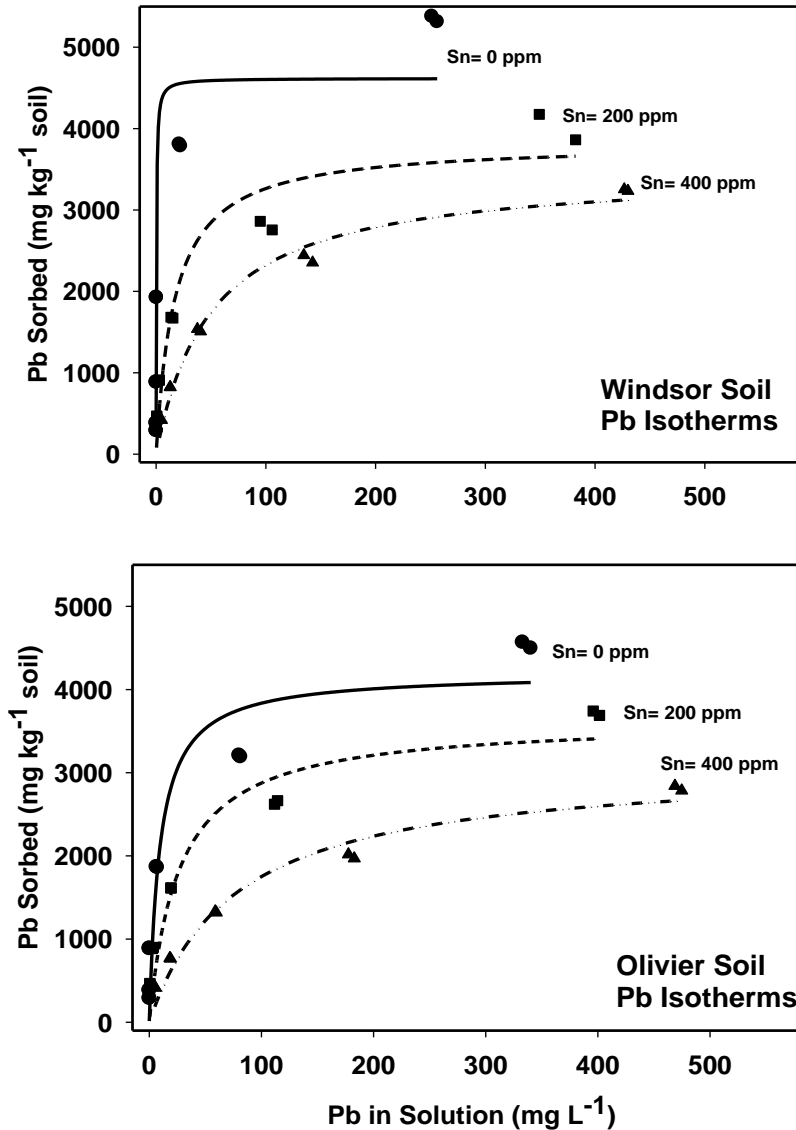 5000
4000
3000
2000
1000
0
Pb Sorbed (mg kg⁻¹ soil)
Sn= 0 ppm
Sn= 200 ppm
Sn= 400 ppm
Windsor Soil
Pb Isotherms
0 100 200 300 400 500
5000
4000
3000
2000
1000
0
Pb Sorbed (mg kg⁻¹ soil)
Sn= 0 ppm
Sn= 200 ppm
Sn= 400 ppm
Olivier Soil
Pb Isotherms
0 100 200 300 400 500
Pb in Solution (mg L⁻¹)